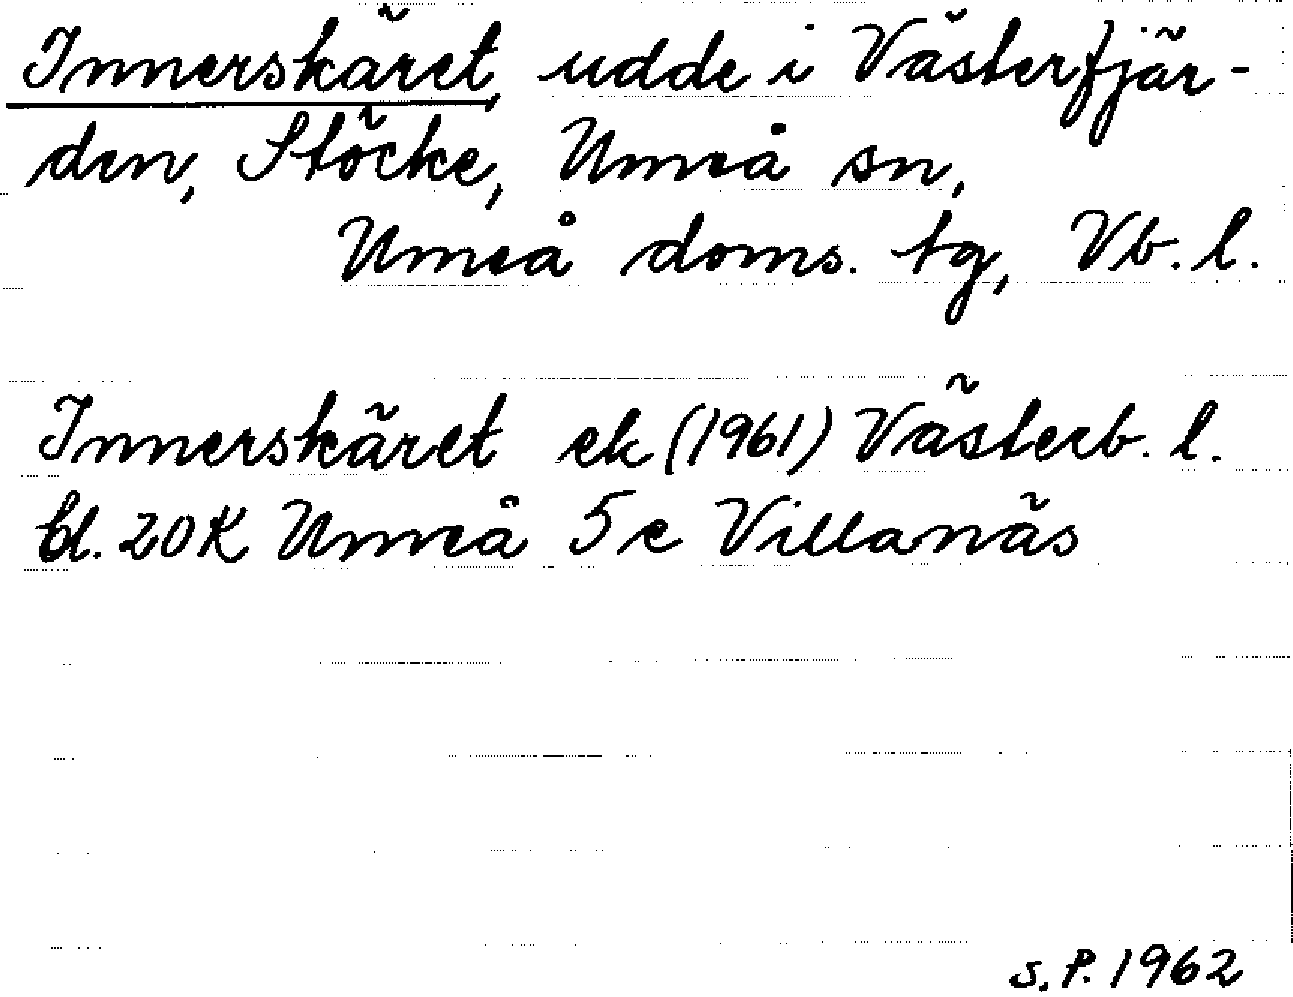 Innerskäret, udde i Västerfjär-
den, Stöcke, Umeå sn,
Umeå doms. tg, Vb. l.
Innerskäret ek (1961) Västerb. l.
bl. 20K Umeå 5c Villanäs
S.P. 1962